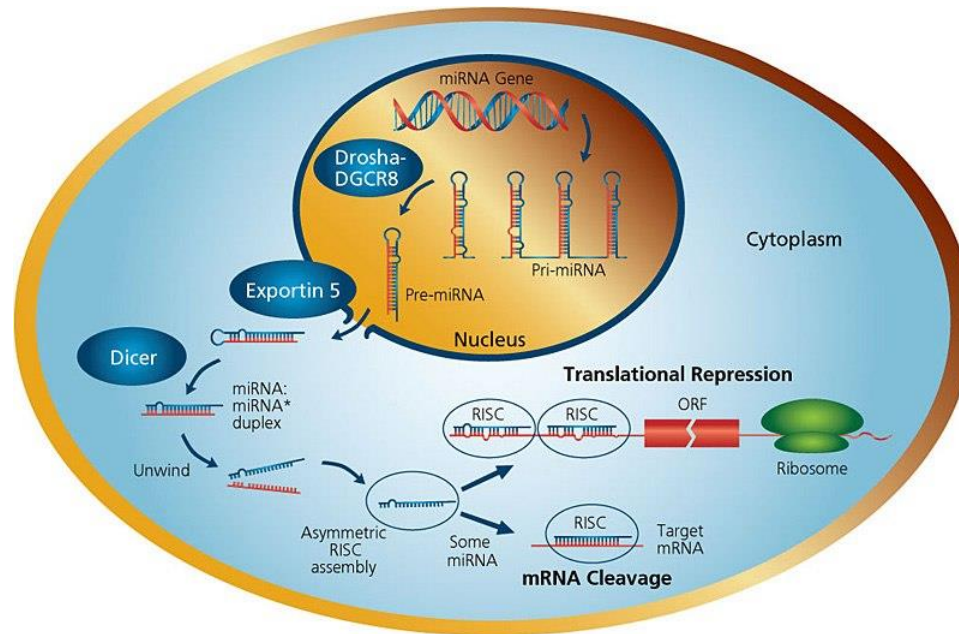 miRNA Gene
Drosha-
DGCR8
Pri-miRNA
Pre-miRNA
Exportin 5
Nucleus
Cytoplasm
Dicer
miRNA:
miRNA*
duplex
Unwind
Asymmetric
RISC
assembly
Some
miRNA
Translational Repression
RISC
RISC
ORF
Ribosome
RISC
Target
mRNA
mRNA Cleavage